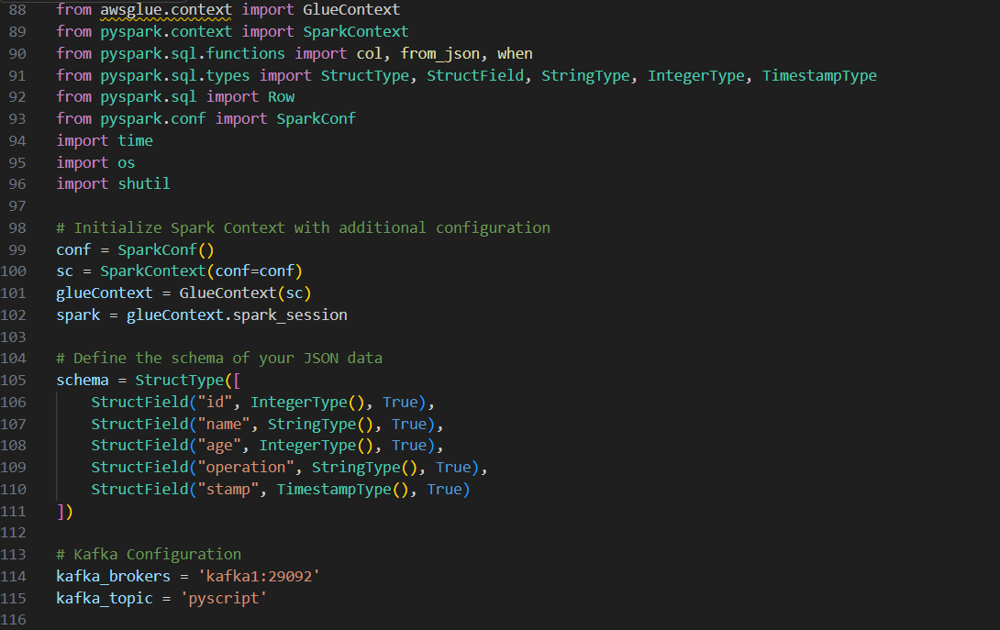 88 from awsglue.context import GlueContext
89 from pyspark.context import SparkContext
90 from pyspark.sql.functions import col, from_json, when
91 from pyspark.sql.types import StructType, StructField, StringType, IntegerType, TimestampType
92 from pyspark.sql import Row
93 from pyspark.conf import SparkConf
94 import time
95 import os
96 import shutil
97
98 # Initialize Spark Context with additional configuration
99 conf = SparkConf()
100 sc = SparkContext(conf=conf)
101 glueContext = GlueContext(sc)
102 spark = glueContext.spark_session
103
104 # Define the schema of your JSON data
105 schema = StructType([
106     StructField("id", IntegerType(), True),
107     StructField("name", StringType(), True),
108     StructField("age", IntegerType(), True),
109     StructField("operation", StringType(), True),
110     StructField("stamp", TimestampType(), True)
111 ])
112
113 # Kafka Configuration
114 kafka_brokers = 'kafka1:29092'
115 kafka_topic = 'pyscript'
116